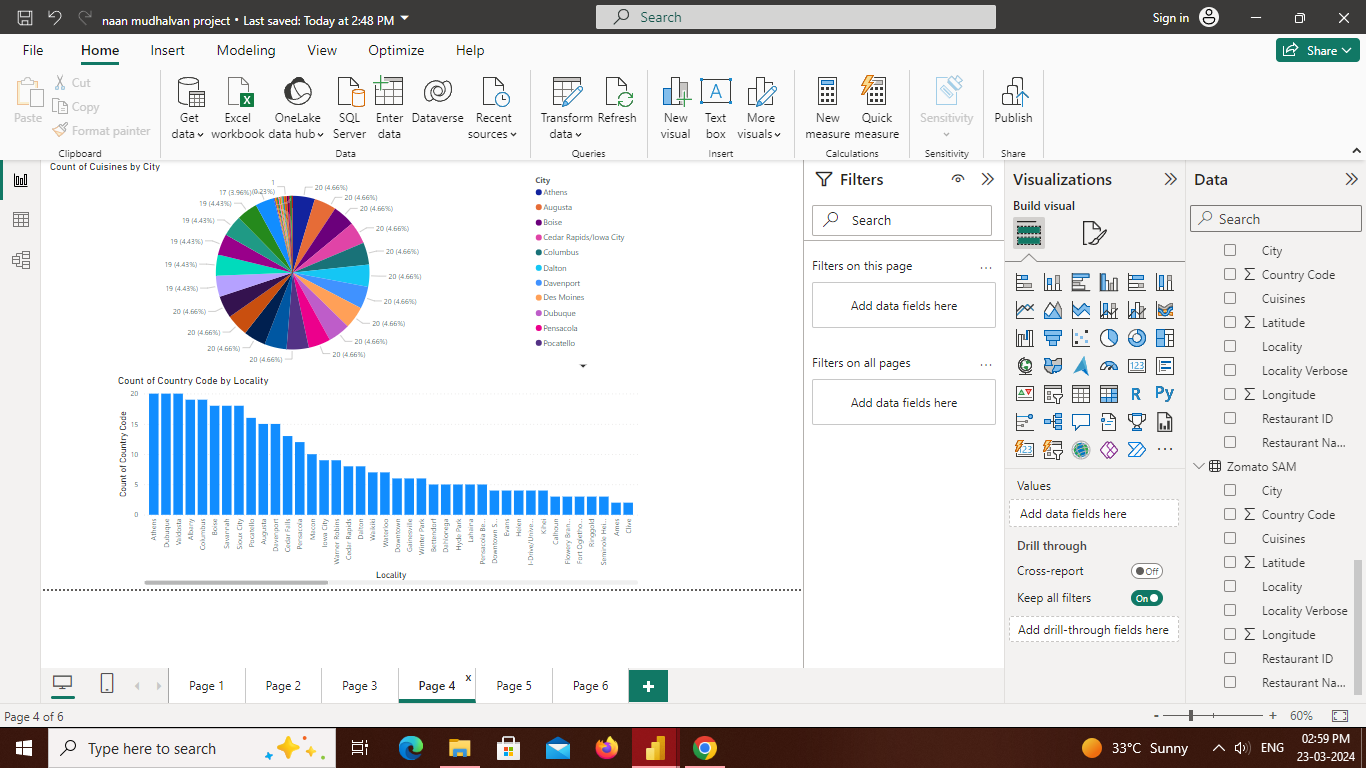 naan mudhalvan project • Last saved: Today at 2:48 PM
Search
Sign in
File
Home
Insert
Modeling
View
Optimize
Help
Share
Paste
Cut
Copy
Format painter
Clipboard
Get data
Excel workbook
OneLake data hub
SQL Server
Enter data
Dataverse
Recent sources
Data
Transform data
Refresh
Queries
New visual
Text box
More visuals
Insert
New measure
Quick measure
Calculations
Sensitivity
Sensitivity
Publish
Share
Count of Cuisines by City
1
17 (3.96%)
19 (4.43%)
19 (4.43%)
19 (4.43%)
19 (4.43%)
19 (4.43%)
20 (4.66%)
20 (4.66%)
20 (4.66%)
20 (4.66%)
20 (4.66%)
20 (4.66%)
20 (4.66%)
20 (4.66%)
20 (4.66%)
20 (4.66%)
20 (4.66%)
20 (4.66%)
20 (4.66%)
20 (4.66%)
City
Athens
Augusta
Boise
Cedar Rapids/Iowa City
Columbus
Dalton
Davenport
Des Moines
Dubuque
Pensacola
Pocatello
Count of Country Code by Locality
Count of Country Code
20
15
10
5
0
Athens
Dubuque
Valdosta
Albany
Columbus
Boise
Savannah
Sioux City
Pocatello
Augusta
Davenport
Cedar Falls
Pensacola
Macon
Iowa City
Warner Robins
Cedar Rapids
Dalton
Waikiki
Waterloo
Downtown
Gainesville
Winter Park
Bettendorf
Dahlonega
Hyde Park
Lahaina
Pensacola Be...
Downtown S...
Evans
Helen
I-Drive/Unive...
Kihei
Calhoun
Flowery Bran...
Fort Ogletho...
Ringgold
Seminole Hei...
Ames
Clive
Locality
Filters
Search
Filters on this page
...
Add data fields here
Filters on all pages
...
Add data fields here
Visualizations
Build visual
123
R
Py
...
Values
Add data fields here
Drill through
Cross-report
Off
Keep all filters
On
Add drill-through fields here
Data
Search
City
Country Code
Cuisines
Latitude
Locality
Locality Verbose
Longitude
Restaurant ID
Restaurant Na...
Zomato SAM
City
Country Code
Cuisines
Latitude
Locality
Locality Verbose
Longitude
Restaurant ID
Restaurant Na...
Page 1
Page 2
Page 3
Page 4
x
Page 5
Page 6
+
Page 4 of 6
- + 60%
Type here to search
33°C Sunny
ENG
02:59 PM
23-03-2024